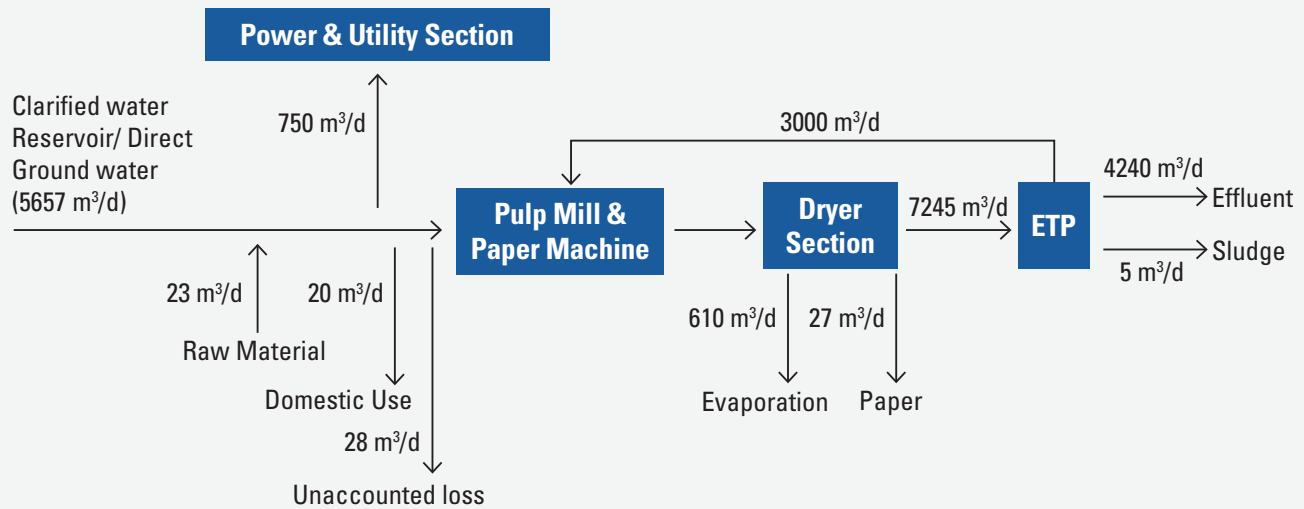 Power & Utility Section
Clarified water
Reservoir/ Direct
Ground water
(5657 m³/d)
750 m³/d
3000 m³/d
Pulp Mill &
Paper Machine
Dryer
Section
7245 m³/d
ETP
4240 m³/d
Effluent
Sludge
5 m³/d
23 m³/d
Raw Material
20 m³/d
Domestic Use
28 m³/d
Unaccounted loss
610 m³/d
Evaporation
27 m³/d
Paper